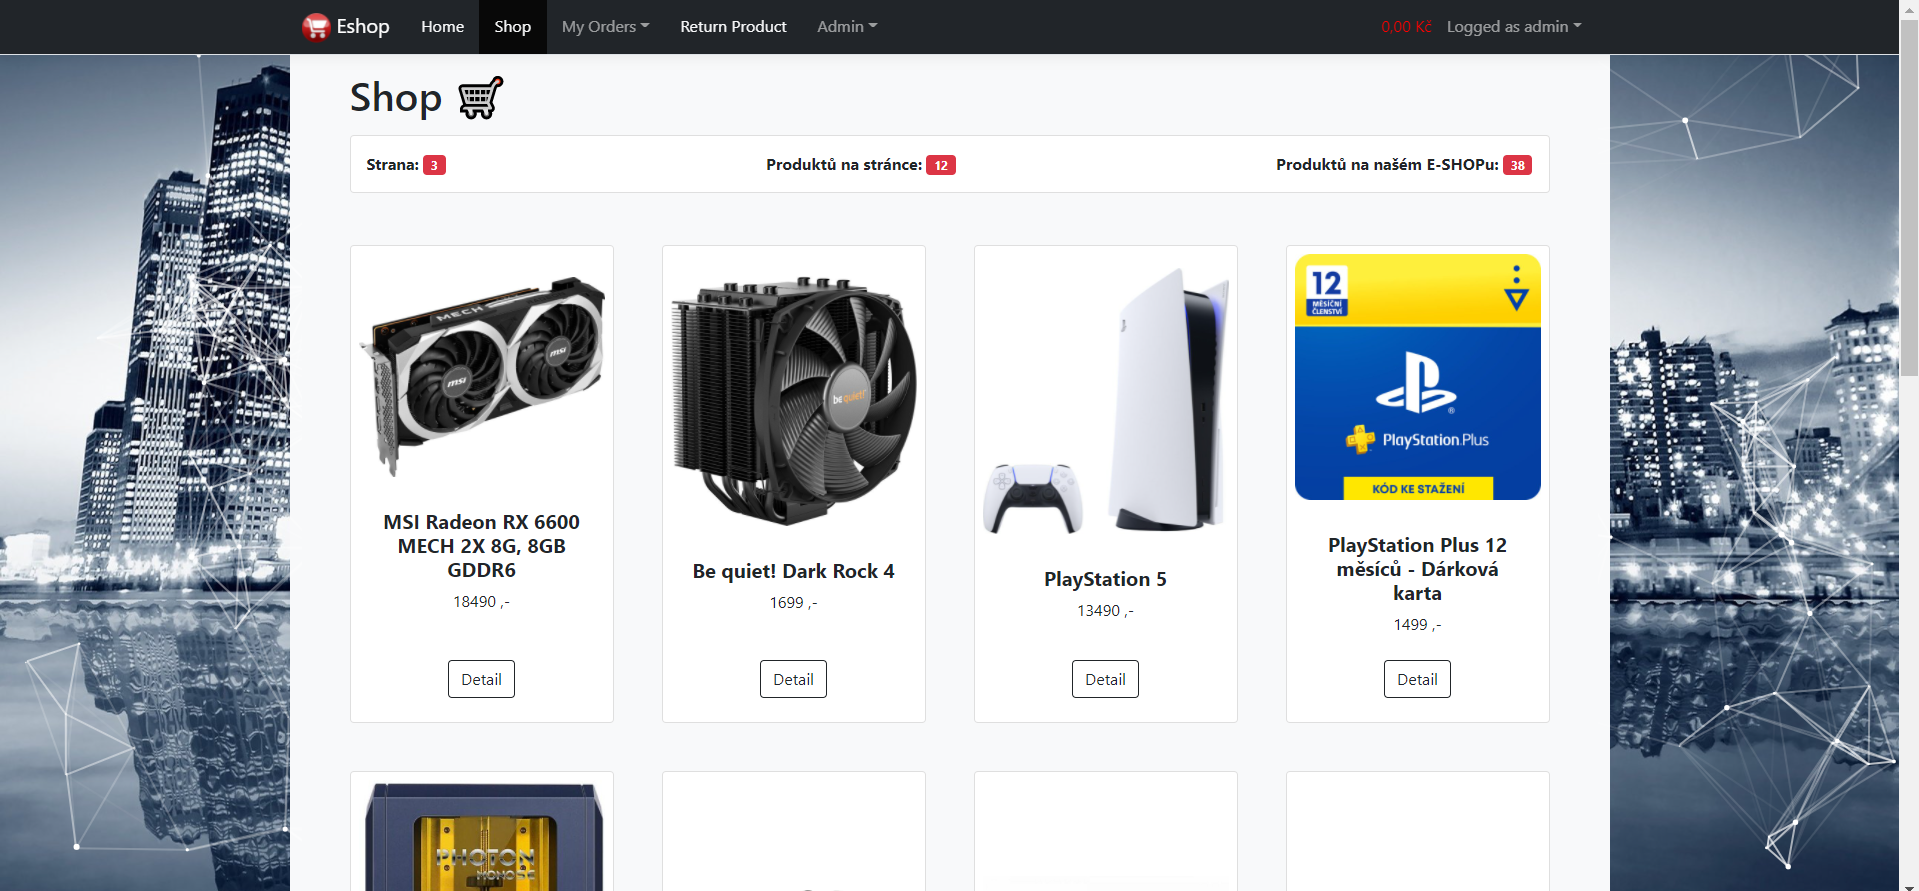 Eshop Home Shop My Orders Return Product Admin 0,00 Kč Logged as admin
Shop
Strana: 3 Produktů na stránce: 12 Produktů na našém E-SHOPu: 38
MECH
msi
msi
be quiet!
12
MĚSÍČNÍ
ČLENSTVÍ
PlayStation Plus
KÓD KE STAŽENÍ
MSI Radeon RX 6600
MECH 2X 8G, 8GB
GDDR6
18490 ,-
Be quiet! Dark Rock 4
1699 ,-
PlayStation 5
13490 ,-
PlayStation Plus 12
měsíců - Dárková
karta
1499 ,-
Detail Detail Detail Detail
PHOTON
MONO SE